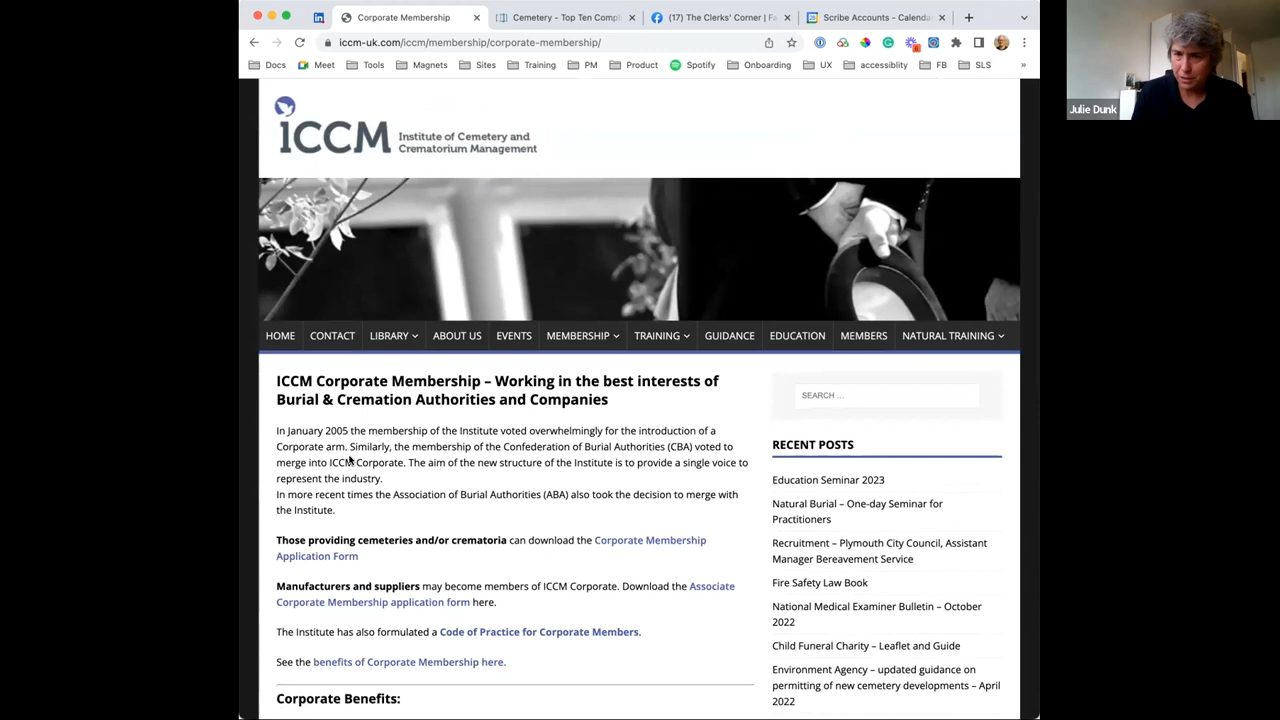 Corporate Membership
Cemetery - Top Ten Compl
(17) The Clerks' Corner | Fa
Scribe Accounts - Calenda
iccm-uk.com/iccm/membership/corporate-membership/
Docs Meet Tools Magnets Sites Training PM Product Spotify Onboarding UX accessiblity FB SLS »
Julie Dunk
ICCM Institute of Cemetery and
Crematorium Management
HOME CONTACT LIBRARY ABOUT US EVENTS MEMBERSHIP TRAINING GUIDANCE EDUCATION MEMBERS NATURAL TRAINING
ICCM Corporate Membership – Working in the best interests of
Burial & Cremation Authorities and Companies
In January 2005 the membership of the Institute voted overwhelmingly for the introduction of a
Corporate arm. Similarly, the membership of the Confederation of Burial Authorities (CBA) voted to
merge into ICCM Corporate. The aim of the new structure of the Institute is to provide a single voice to
represent the industry.
In more recent times the Association of Burial Authorities (ABA) also took the decision to merge with
the Institute.
Those providing cemeteries and/or crematoria can download the Corporate Membership
Application Form
Manufacturers and suppliers may become members of ICCM Corporate. Download the Associate
Corporate Membership application form here.
The Institute has also formulated a Code of Practice for Corporate Members.
See the benefits of Corporate Membership here.
Corporate Benefits:
SEARCH ...
RECENT POSTS
Education Seminar 2023
Natural Burial – One-day Seminar for
Practitioners
Recruitment – Plymouth City Council, Assistant
Manager Bereavement Service
Fire Safety Law Book
National Medical Examiner Bulletin – October
2022
Child Funeral Charity – Leaflet and Guide
Environment Agency – updated guidance on
permitting of new cemetery developments – April
2022